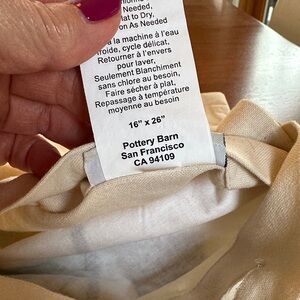 Needed,
lat to Dry,
on As Needed
la machine à l'eau
froide, cycle délicat,
Retourner à l'envers
pour laver,
Seulement Blanchiment
sans chlore au besoin,
Faire sécher à plat,
Repassage à température
moyenne au besoin
16" x 26"
Pottery Barn
San Francisco
CA 94109